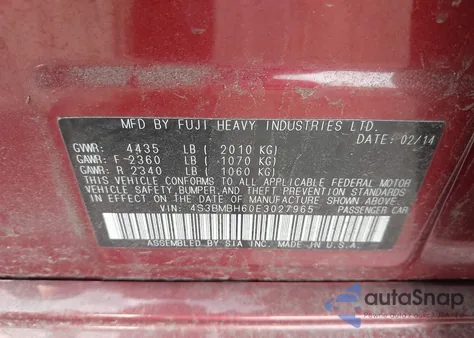 MFD BY FUJI HEAVY INDUSTRIES LTD.
DATE: 02/14
GVWR: 4435 LB ( 2010 KG)
GAWR: F-2360 LB ( 1070 KG)
GAWR: R 2340 LB ( 1060 KG)
THIS VEHICLE CONFORMS TO ALL APPLICABLE FEDERAL MOTOR
VEHICLE SAFETY, BUMPER, AND THEFT PREVENTION STANDARDS
IN EFFECT ON THE DATE OF MANUFACTURE SHOWN ABOVE.
VIN: 4S3BMBH60E3027965 PASSENGER CAR
ASSEMBLED BY SIA INC. MADE IN U.S.A.
autoSnap